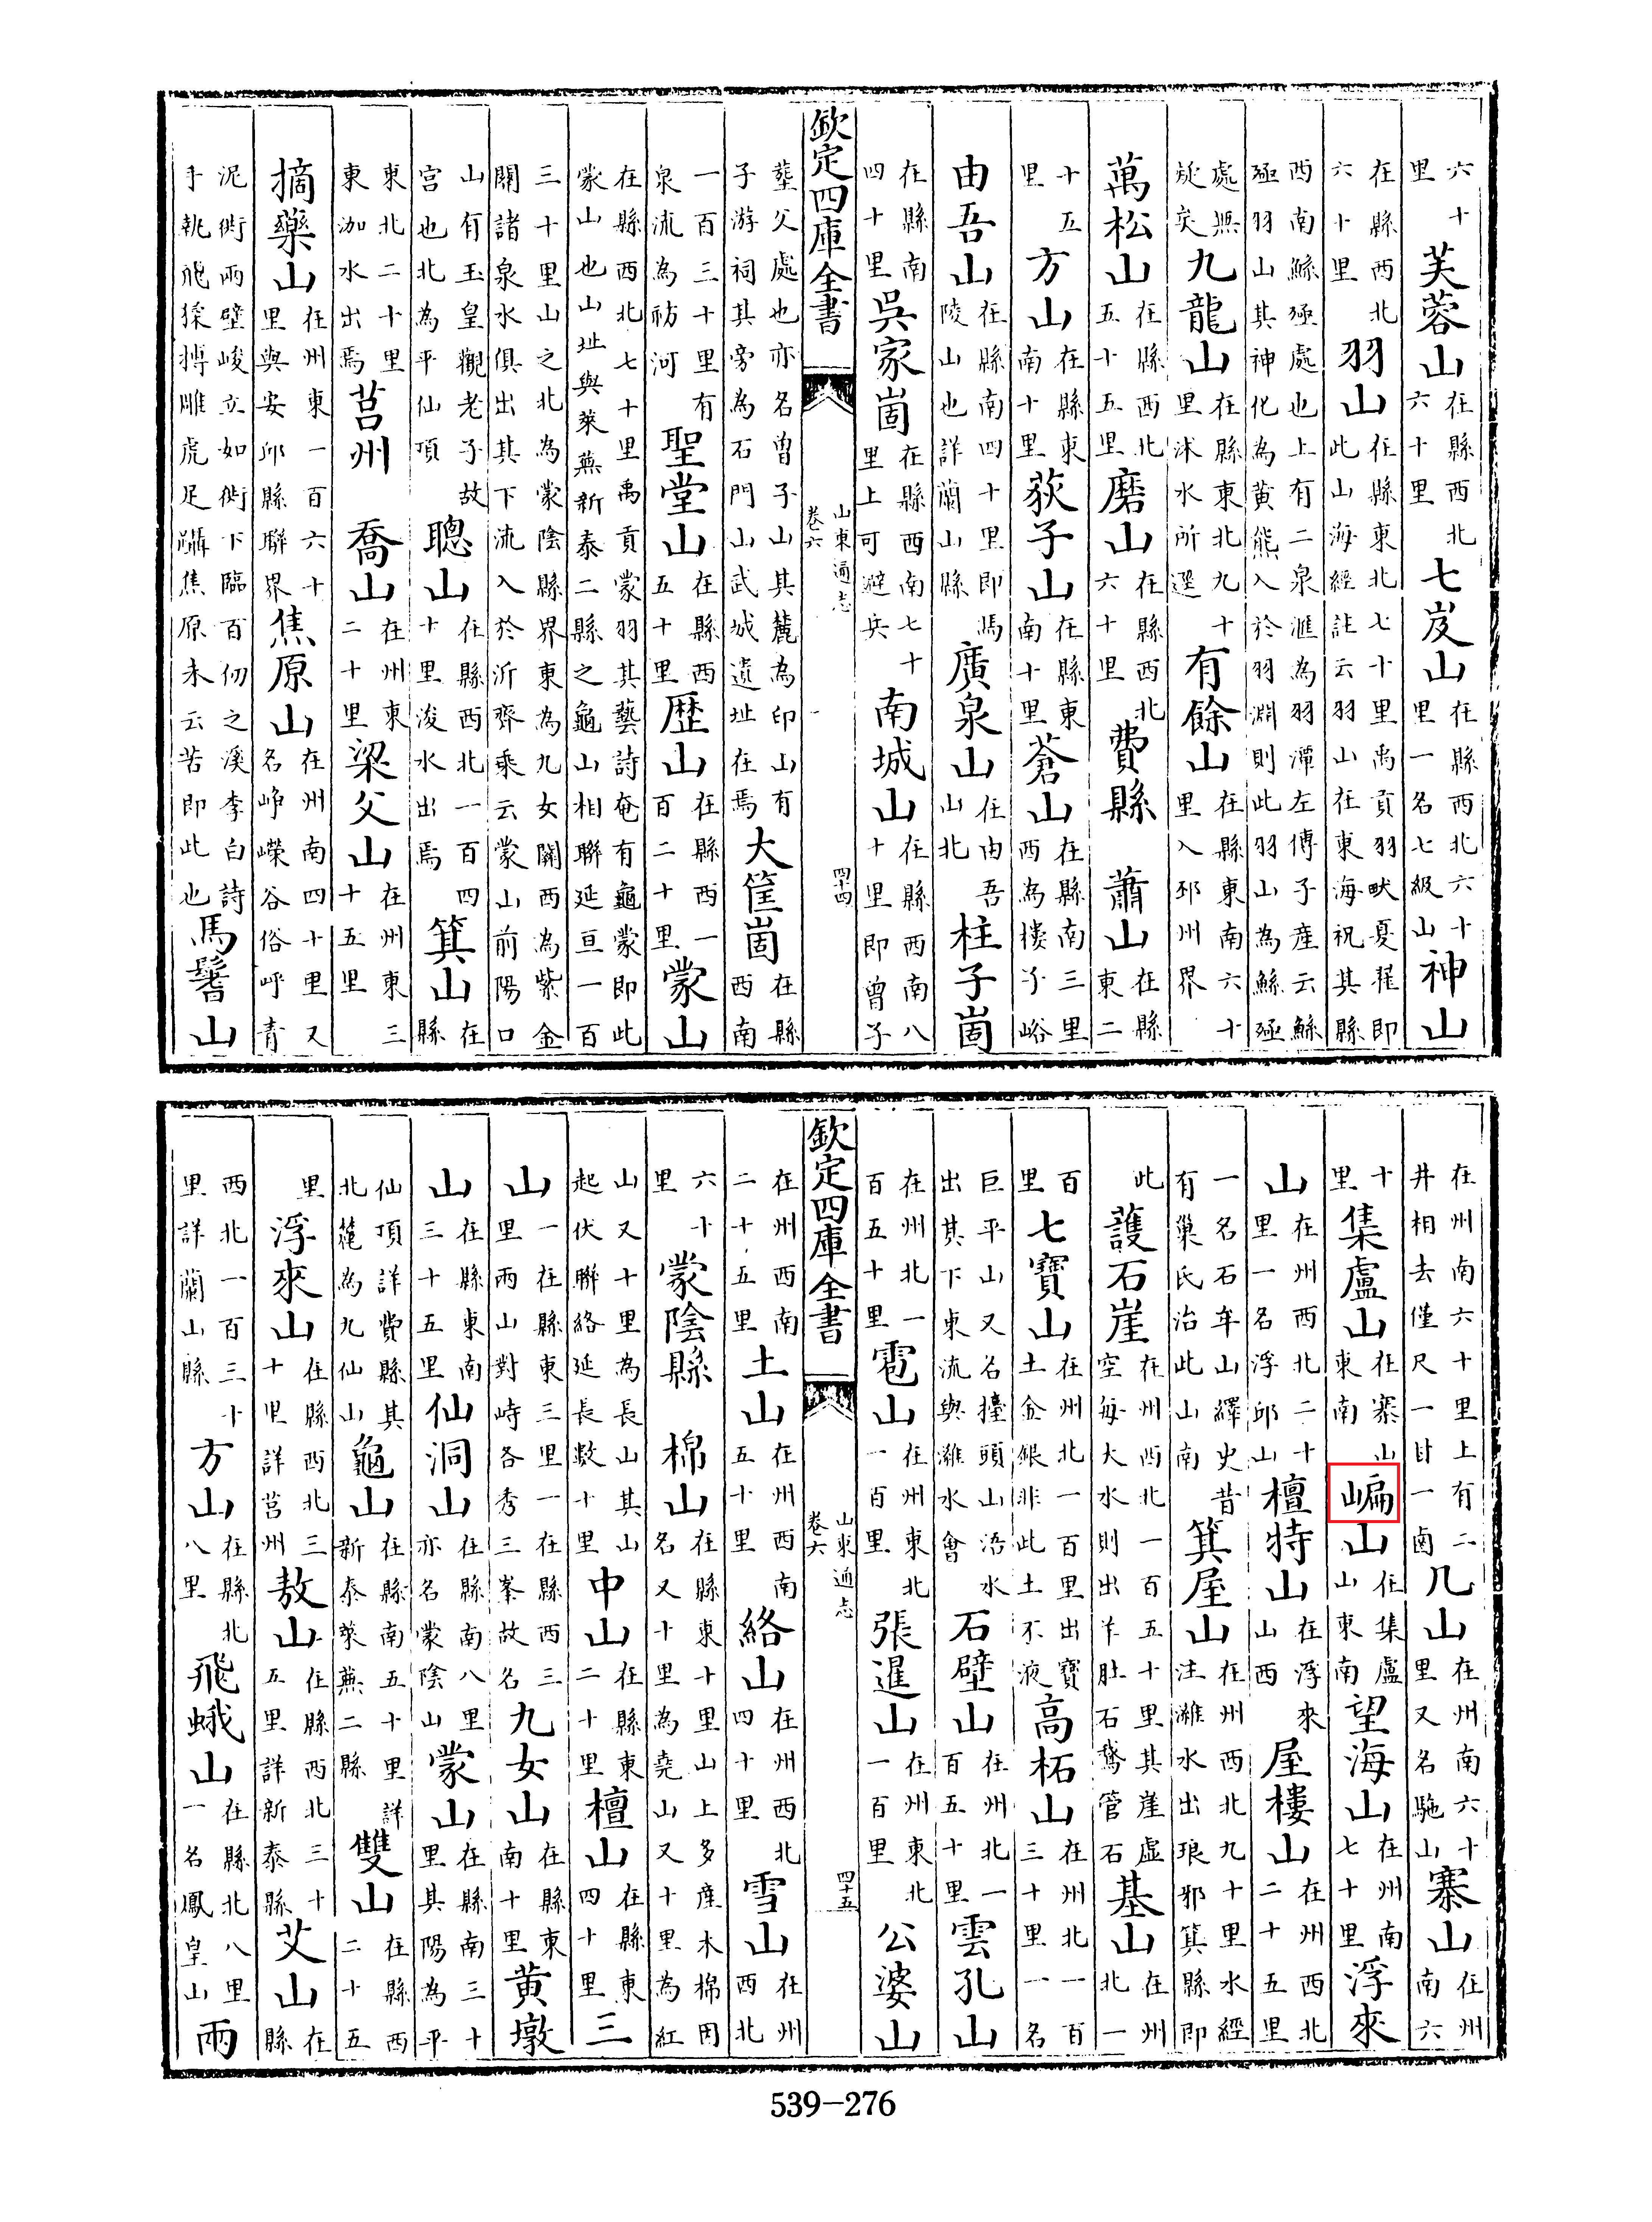 六十里芙蓉山在縣西北六十里七岌山在縣西北六十里一名七級山神山
在縣西北六十里羽山在縣東北七十里禹貢羽畎夏翟即此山海經註云羽山在東海祝其縣
西南鯀殛處也上有二泉滙為羽潭左傳子産云鯀殛羽山其神化為黄熊入於羽淵則此羽山為鯀殛
處無疑矣九龍山在縣東北九十里沭水所逕有餘山在縣東南六十里入邳州界
萬松山在縣西北五十五里磨山在縣西北六十里費縣 蕭山在縣東二
十五里方山在縣東南十里荻子山在縣東南十里蒼山在縣南三里西為樓子峪
由吾山在縣南四十里即馮陵山也詳蘭山縣廣泉山在由吾山北柱子崮
在縣南四十里吳家崮在縣西南七十里上可避兵南城山在縣西南八十里即曾子
欽定四庫全書 山東通志卷六 四十四
塟父處也亦名曾子山其麓為印山有子游祠其旁為石門山武城遺址在焉大筐崮在縣西南
一百三十里有泉流為祊河聖堂山在縣西五十里歴山在縣西一百二十里蒙山
在縣西北七十里禹貢蒙羽其藝詩奄有龜蒙即此蒙山也山址與萊蕪新泰二縣之龜山相聯延亘一百
三十里山之北為蒙陰縣界東為九女關西為紫金關諸泉水俱出其下流入於沂齊乘云蒙山前陽口
山有玉皇觀老子故宮也北為平仙頂聰山在縣西北一百四十里浚水出焉箕山在縣
東北二十里東泇水出焉莒州 喬山在州東二十里梁父山在州東三十五里
摘藥山在州東一百六十里與安邱縣聯界焦原山在州南四十里又名崢嶸谷俗呼青
泥衖兩壁峻立如衖下臨百仞之溪李白詩手執飛猱搏雕虎足躡焦原未云苦即此也馬鬐山
在州南六十里上有二井相去僅尺一甘一鹵几山在州南六十里又名駞山寨山在州南六
十里集盧山在寨山東南㟲山在集盧山東南望海山在州南七十里浮來
山在州西北二十里一名浮邱山檀特山在浮來山西屋樓山在州西北二十五里
一名石牟山繹史昔有巢氏治此山南箕屋山在州西北九十里水經注濰水出琅邪箕縣即
此䕶石崖在州西北一百五十里其崖虛空每大水則出羊肚石鵞管石基山在州北一
百里七寶山在州北一百里出寶土金銀非此土不液高柘山在州北一百三十里一名
巨平山又名擡頭山浯水出其下東流與濰水會石壁山在州北一百五十里雲孔山
在州北一百五十里雹山在州東北一百里張暹山在州東北一百里公婆山
欽定四庫全書 山東通志卷六 四十五
在州西南二十五里土山在州西南五十里絡山在州西北四十里雪山在州西北
六十里蒙陰縣 棉山在縣東十里山上多産木棉因名又十里為堯山又十里為紅
山又十里為長山其山起伏聯絡延長數十里中山在縣東二十里檀山在縣東四十里三
山一在縣東三里一在縣西三里兩山對峙各秀三峯故名九女山在縣東南十里黄墩
山在縣東南三十五里仙洞山在縣南八里亦名蒙陰山蒙山在縣南三十里其陽為平
仙頂詳費縣其北麓為九仙山龜山在縣南五十里詳新泰萊蕪二縣雙山在縣西二十五
里浮來山在縣西北三十里詳莒州敖山在縣西北三十五里詳新泰縣艾山在縣
西北一百三十里詳蘭山縣方山在縣北八里飛蛾山在縣北八里一名鳳皇山兩
539-276